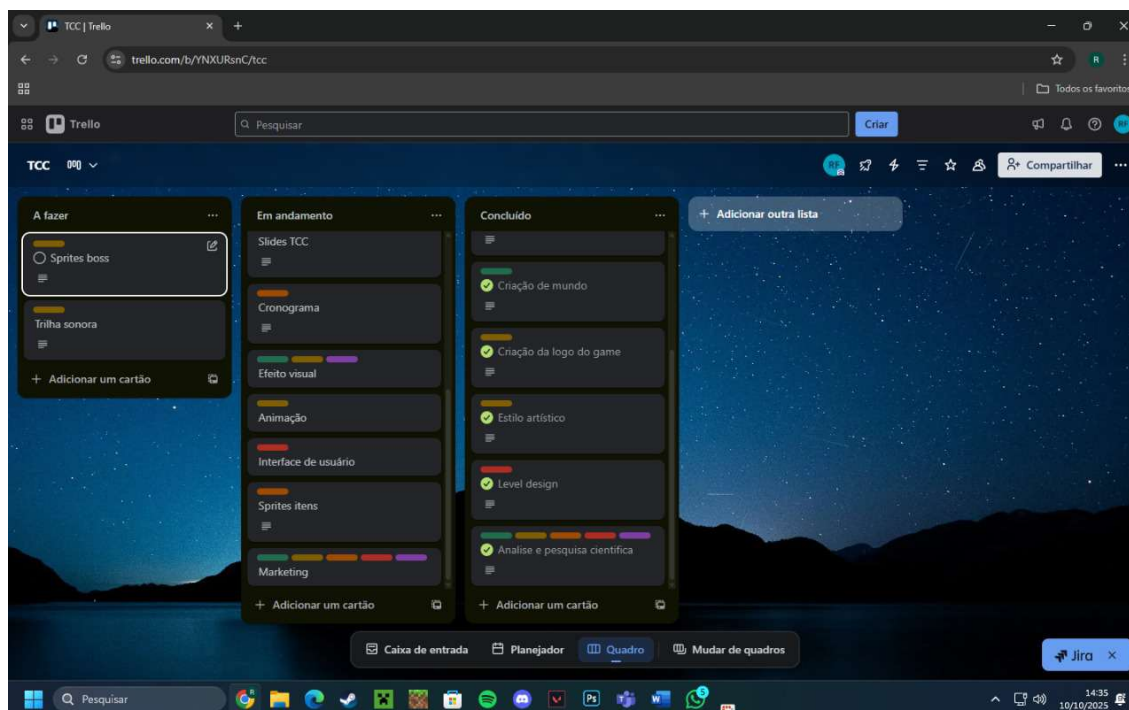 TCC | Trello
trello.com/b/YNXURsnC/tcc
R
Todos os favoritos
Trello
Pesquisar
Criar
RF
TCC
RF
Compartilhar
A fazer
Sprites boss
Trilha sonora
+ Adicionar um cartão
Em andamento
Slides TCC
Cronograma
Efeito visual
Animação
Interface de usuário
Sprites itens
Marketing
+ Adicionar um cartão
Concluído
Criação de mundo
Criação da logo do game
Estilo artístico
Level design
Analise e pesquisa cientifica
+ Adicionar um cartão
+ Adicionar outra lista
Caixa de entrada
Planejador
Quadro
Mudar de quadros
Jira
Pesquisar
Ps
5
14:35
10/10/2025